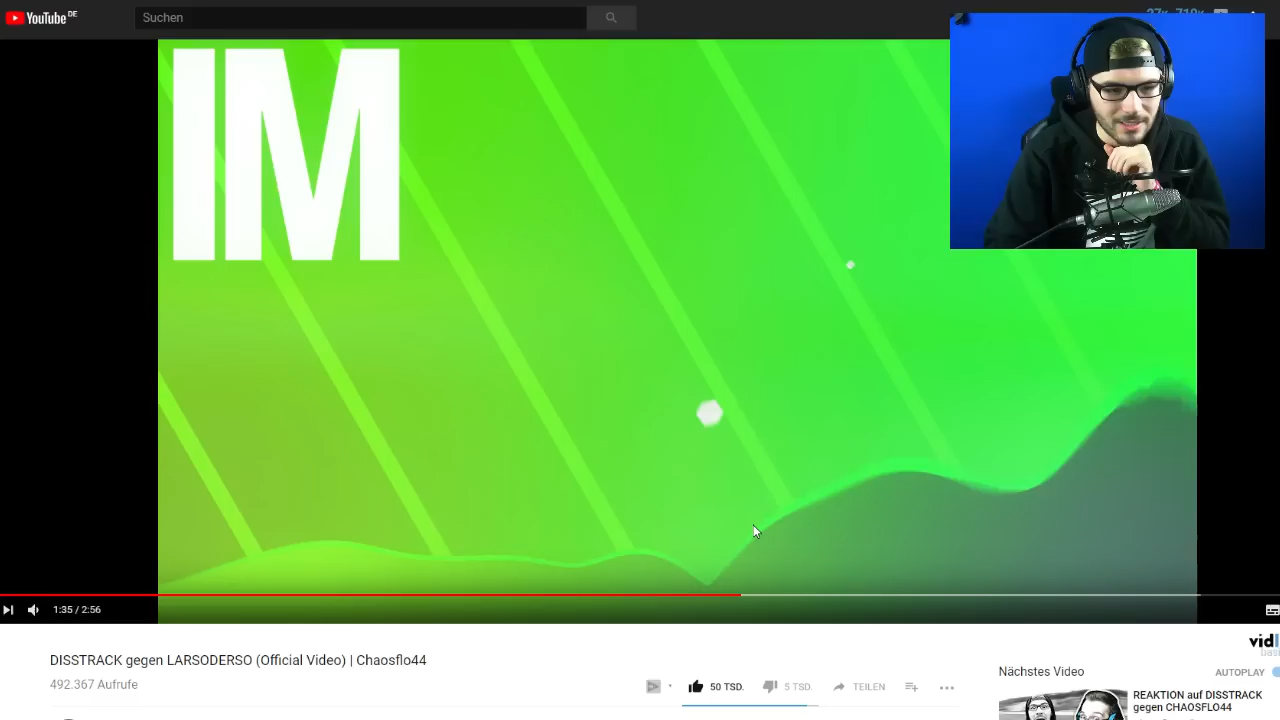 YouTube DE
Suchen
IM
1:35 / 2:56
DISSTRACK gegen LARSODERSO (Official Video) | Chaosflo44
492.367 Aufrufe
50 TSD.
5 TSD
TEILEN
Nächstes Video
AUTOPLAY
REAKTION auf DISSTRACK
gegen CHAOSFLO44